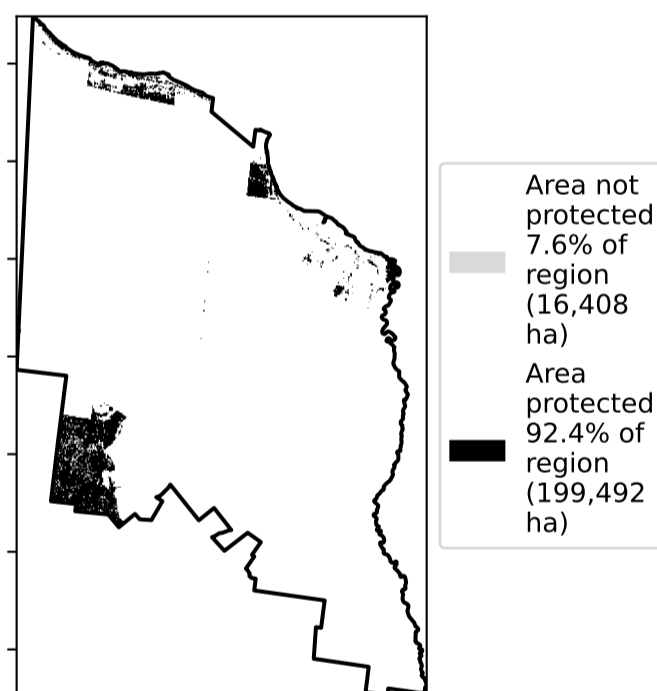 Area not
protected
7.6% of
region
(16,408
ha)
Area
protected
92.4% of
region
(199,492
ha)